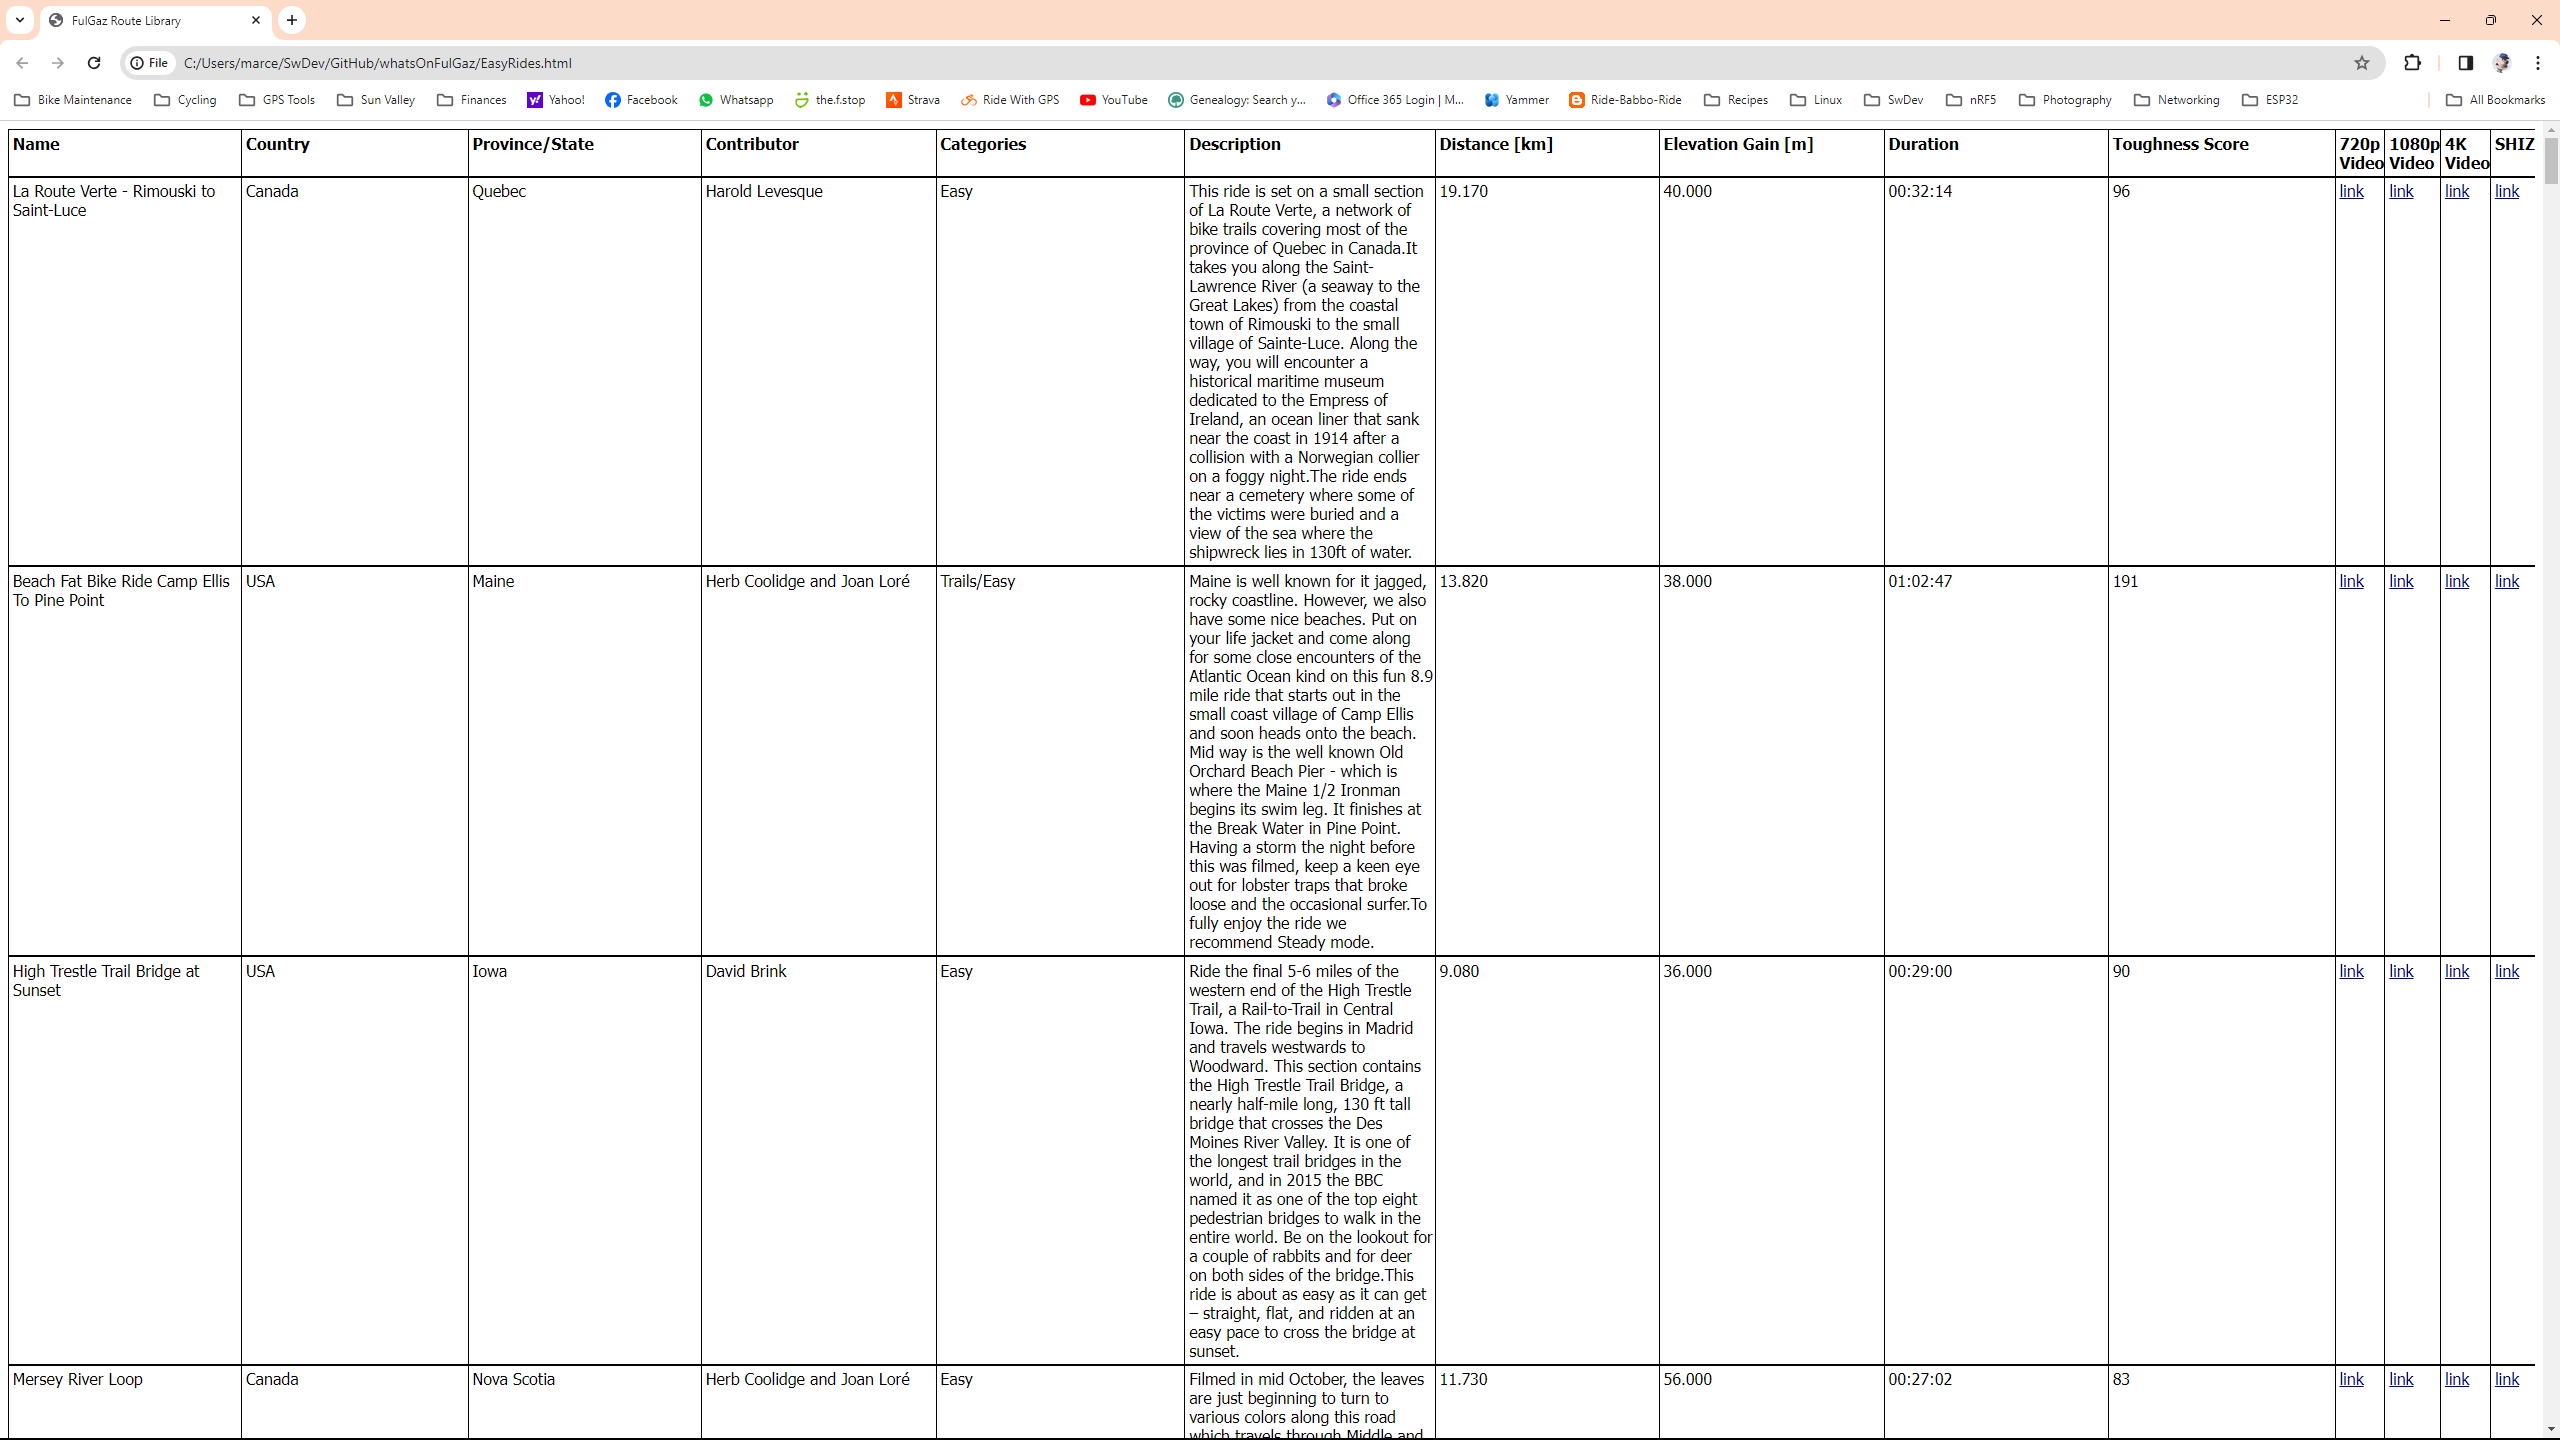 FulGaz Route Library
File C:/Users/marce/SwDev/GitHub/whatsOnFulGaz/EasyRides.html
Bike Maintenance Cycling GPS Tools Sun Valley Finances Yahoo! Facebook Whatsapp the.f.stop Strava Ride With GPS YouTube Genealogy: Search y... Office 365 Login | M... Yammer Ride-Babbo-Ride Recipes Linux SwDev nRF5 Photography Networking ESP32 All Bookmarks
Name Country Province/State Contributor Categories Description Distance [km] Elevation Gain [m] Duration Toughness Score 720p 1080p 4K SHIZ
Video Video Video
La Route Verte - Rimouski to Canada Quebec Harold Levesque Easy This ride is set on a small section 19.170 40.000 00:32:14 96 link link link link
Saint-Luce of La Route Verte, a network of
bike trails covering most of the
province of Quebec in Canada.It
takes you along the Saint-
Lawrence River (a seaway to the
Great Lakes) from the coastal
town of Rimouski to the small
village of Sainte-Luce. Along the
way, you will encounter a
historical maritime museum
dedicated to the Empress of
Ireland, an ocean liner that sank
near the coast in 1914 after a
collision with a Norwegian collier
on a foggy night.The ride ends
near a cemetery where some of
the victims were buried and a
view of the sea where the
shipwreck lies in 130ft of water.
Beach Fat Bike Ride Camp Ellis USA Maine Herb Coolidge and Joan Loré Trails/Easy Maine is well known for it jagged, 13.820 38.000 01:02:47 191 link link link link
To Pine Point rocky coastline. However, we also
have some nice beaches. Put on
your life jacket and come along
for some close encounters of the
Atlantic Ocean kind on this fun 8.9
mile ride that starts out in the
small coast village of Camp Ellis
and soon heads onto the beach.
Mid way is the well known Old
Orchard Beach Pier - which is
where the Maine 1/2 Ironman
begins its swim leg. It finishes at
the Break Water in Pine Point.
Having a storm the night before
this was filmed, keep a keen eye
out for lobster traps that broke
loose and the occasional surfer.To
fully enjoy the ride we
recommend Steady mode.
High Trestle Trail Bridge at USA Iowa David Brink Easy Ride the final 5-6 miles of the 9.080 36.000 00:29:00 90 link link link link
Sunset western end of the High Trestle
Trail, a Rail-to-Trail in Central
Iowa. The ride begins in Madrid
and travels westwards to
Woodward. This section contains
the High Trestle Trail Bridge, a
nearly half-mile long, 130 ft tall
bridge that crosses the Des
Moines River Valley. It is one of
the longest trail bridges in the
world, and in 2015 the BBC
named it as one of the top eight
pedestrian bridges to walk in the
entire world. Be on the lookout for
a couple of rabbits and for deer
on both sides of the bridge.This
ride is about as easy as it can get
– straight, flat, and ridden at an
easy pace to cross the bridge at
sunset.
Mersey River Loop Canada Nova Scotia Herb Coolidge and Joan Loré Easy Filmed in mid October, the leaves 11.730 56.000 00:27:02 83 link link link link
are just beginning to turn to
various colors along this road
which travels through Middle and